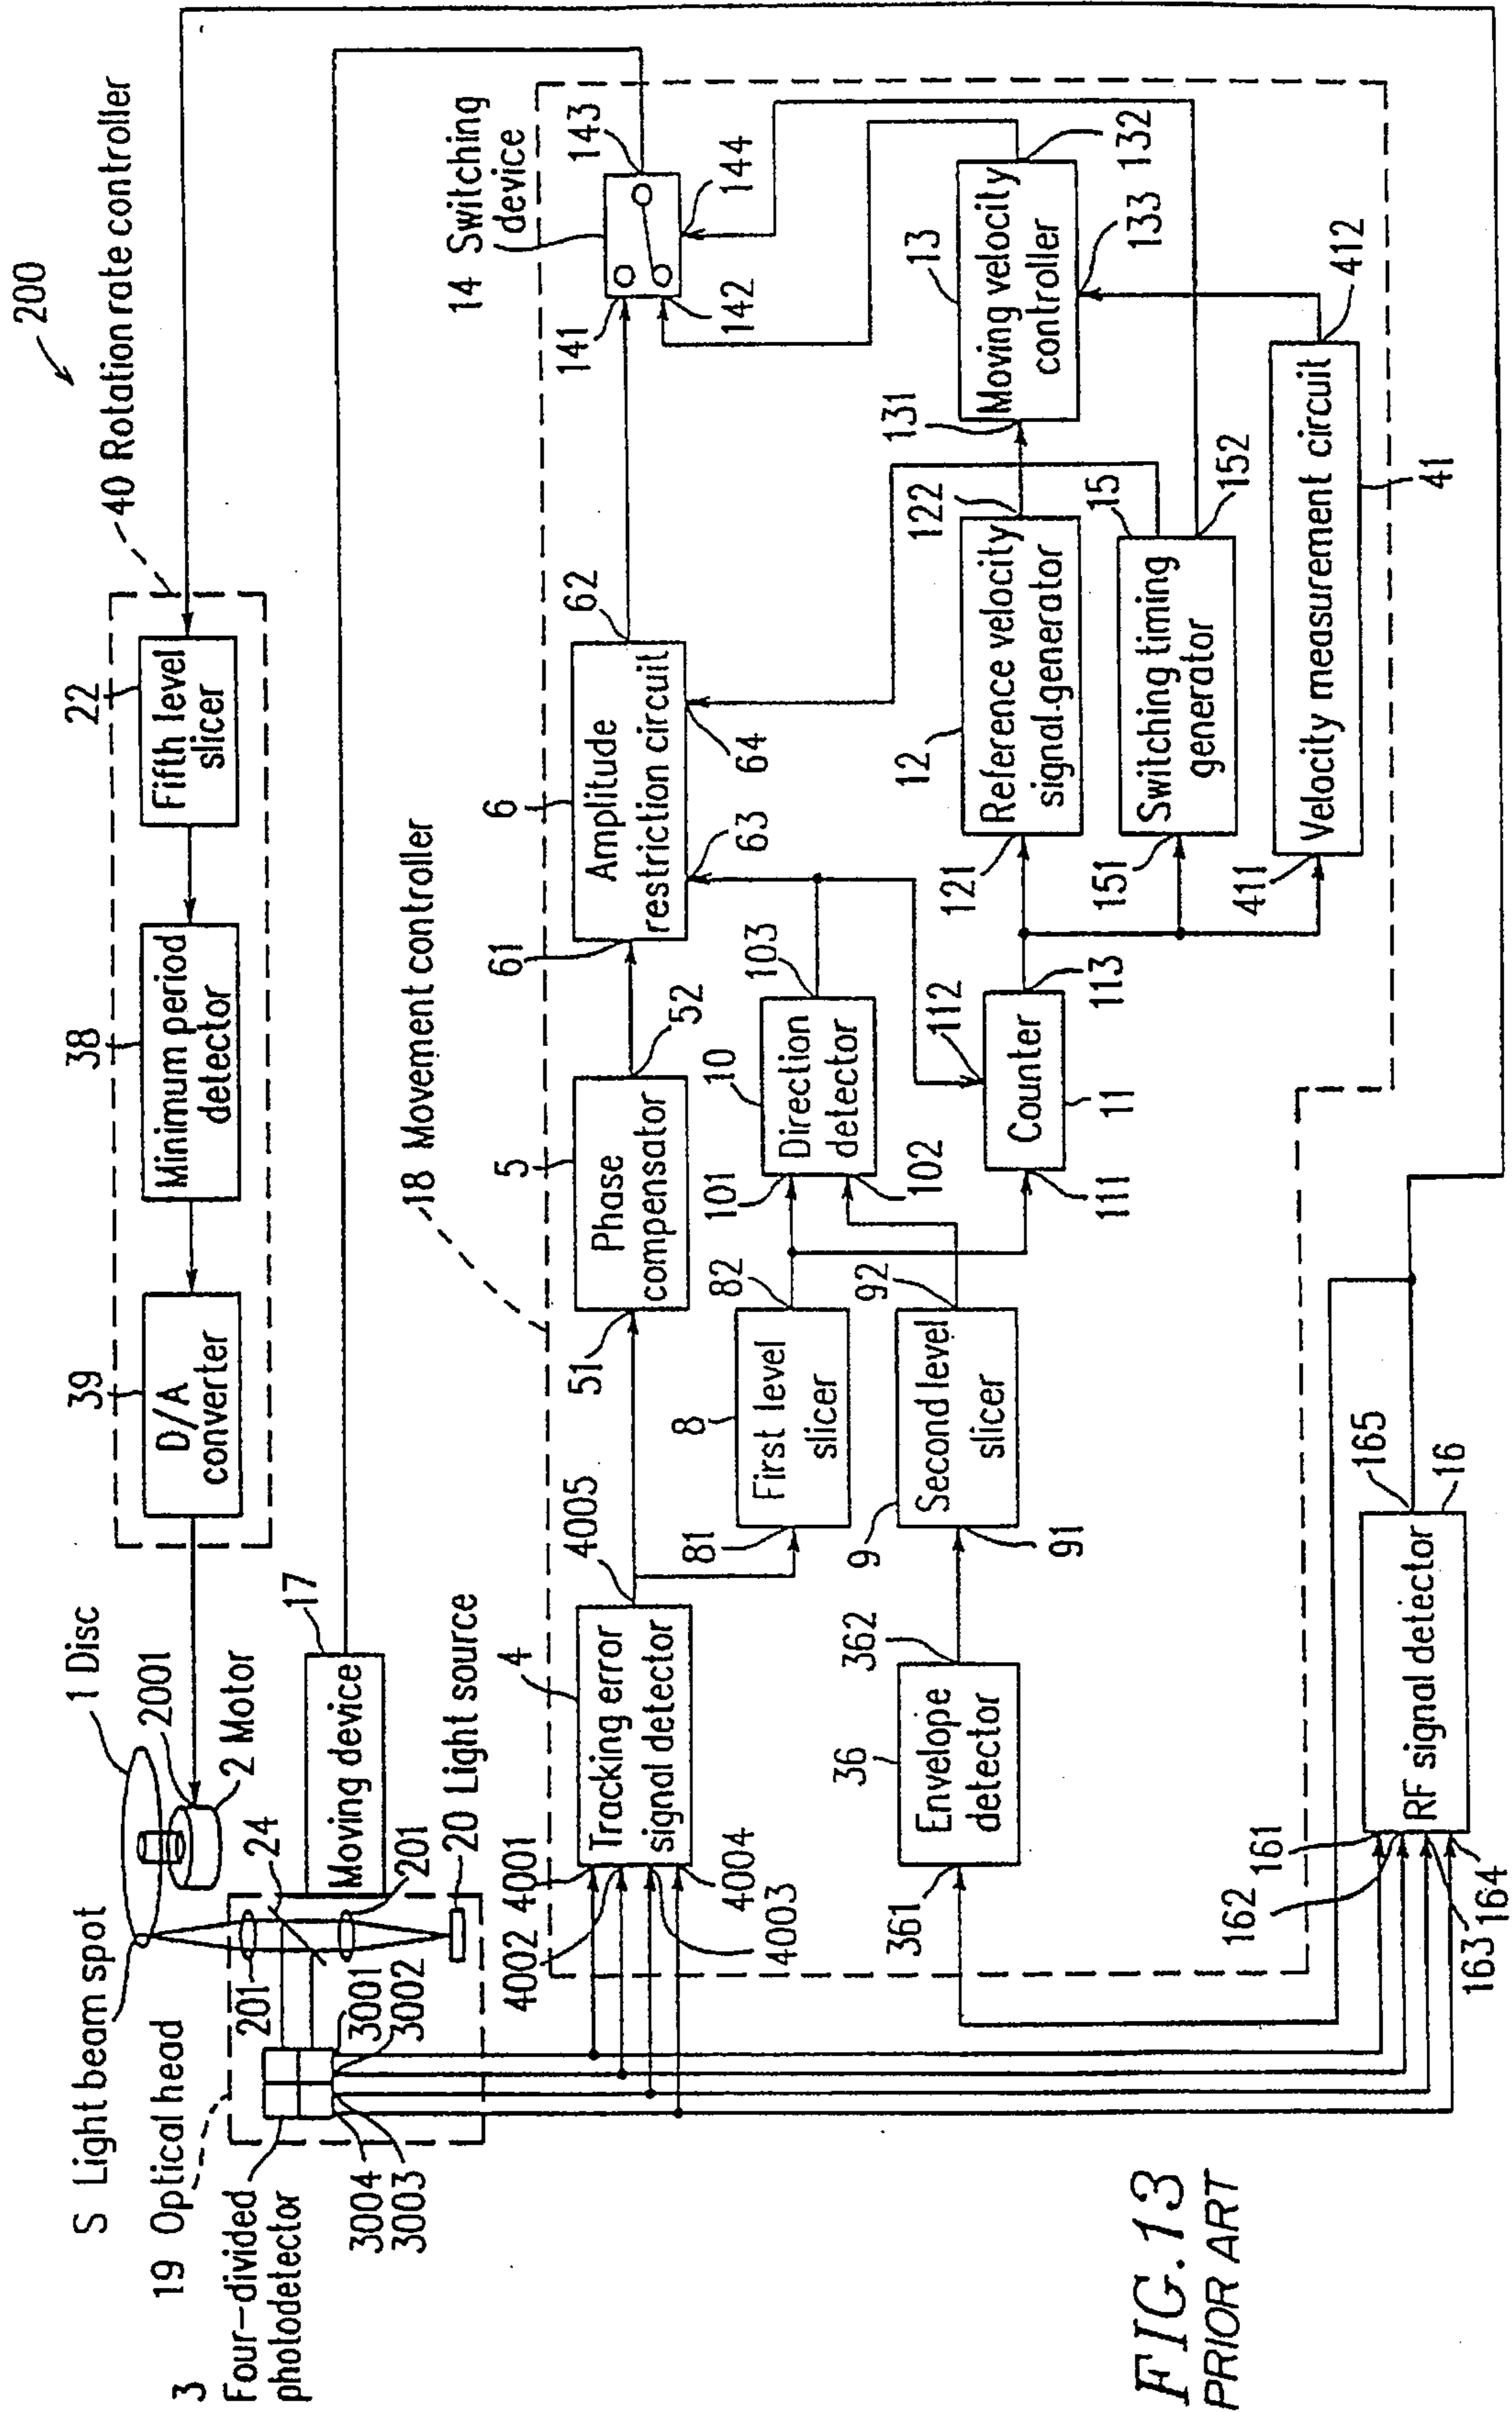 200
40 Rotation rate controller
22
Fifth level
slicer
38
Minimum period
detector
39
D/A
converter
1 Disc
2001
2 Motor
S Light beam spot
19 Optical head
3
Four-divided
photodetector
24
201
201
20 Light source
3001
3002
3004
3003
17
Moving device
18 Movement controller
4
Tracking error
signal detector
4001
4002
4003
4004
4005
5
Phase
compensator
51
52
6
Amplitude
restriction circuit
61
62
63
64
14 Switching
device
141
142
143
144
8
First level
slicer
81
82
9
Second level
slicer
91
92
36
Envelope
detector
361
362
10
Direction
detector
101
102
103
Counter
11
111
112
113
12
Reference velocity
signal-generator
121
122
13
Moving velocity
controller
131
132
133
15
Switching timing
generator
151
152
Velocity measurement circuit
41
411
412
RF signal detector
16
161
162
163
164
165
FIG.13
PRIOR ART